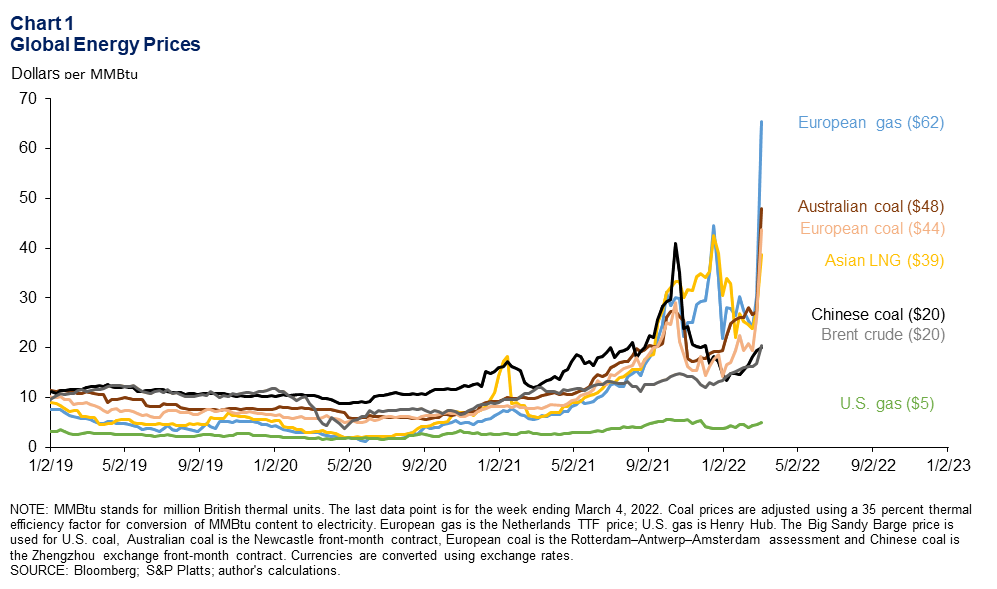 Chart 1
Global Energy Prices
Dollars per MMBtu
70
60
50
40
30
20
10
0
European gas ($62)
Australian coal ($48)
European coal ($44)
Asian LNG ($39)
Chinese coal ($20)
Brent crude ($20)
U.S. gas ($5)
1/2/19 5/2/19 9/2/19 1/2/20 5/2/20 9/2/20 1/2/21 5/2/21 9/2/21 1/2/22 5/2/22 9/2/22 1/2/23
NOTE: MMBtu stands for million British thermal units. The last data point is for the week ending March 4, 2022. Coal prices are adjusted using a 35 percent thermal
efficiency factor for conversion of MMBtu content to electricity. European gas is the Netherlands TTF price; U.S. gas is Henry Hub. The Big Sandy Barge price is
used for U.S. coal, Australian coal is the Newcastle front-month contract, European coal is the Rotterdam–Antwerp–Amsterdam assessment and Chinese coal is
the Zhengzhou exchange front-month contract. Currencies are converted using exchange rates.
SOURCE: Bloomberg; S&P Platts; author's calculations.